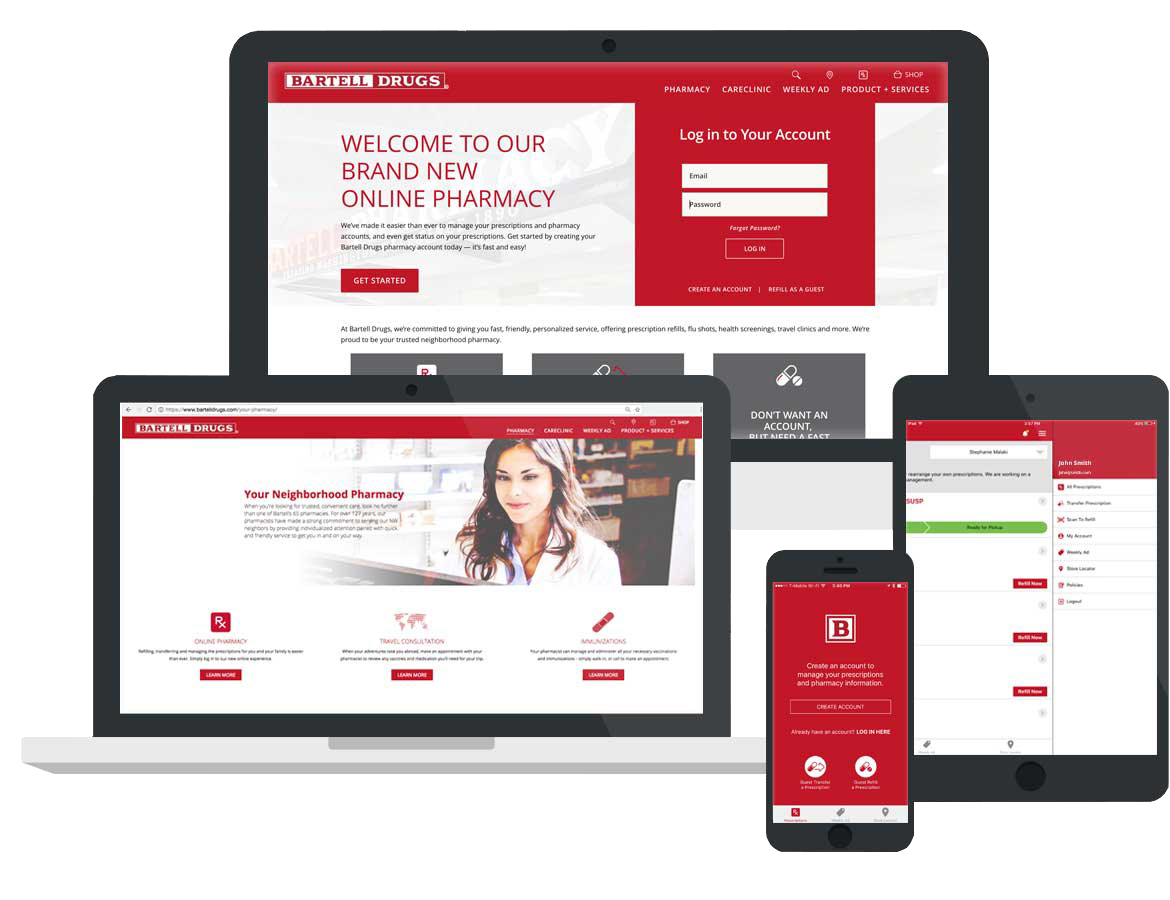 BARTELL DRUGS
SHOP
PHARMACY CARECLINIC WEEKLY AD PRODUCT + SERVICES
WELCOME TO OUR
BRAND NEW
ONLINE PHARMACY
We've made it easier than ever to manage your prescriptions and pharmacy
accounts, and even get status on your prescriptions. Get started by creating your
Bartell Drugs pharmacy account today — it's fast and easy!
GET STARTED
Log in to Your Account
Email
Password
Forgot Password?
LOG IN
CREATE AN ACCOUNT | REFILL AS A GUEST
At Bartell Drugs, we're committed to giving you fast, friendly, personalized service, offering prescription refills, flu shots, health screenings, travel clinics and more. We're
proud to be your trusted neighborhood pharmacy.
DON'T WANT AN
ACCOUNT,
BUT NEED A FAST
https://www.bartelldrugs.com/your-pharmacy/
BARTELL DRUGS
SHOP
PHARMACY CARECLINIC WEEKLY AD PRODUCT + SERVICES
Your Neighborhood Pharmacy
When you're looking for trusted, convenient care, look no further
than one of Bartell's 65 pharmacies. For over 127 years, our
pharmacists have made a strong commitment to serving our NW
neighbors by providing individualized attention paired with quick
and friendly service to get you in and on your way.
Rx
ONLINE PHARMACY
Refilling, transferring and managing the prescriptions for you and your family is easier
than ever. Simply log in to our new online experience.
LEARN MORE
TRAVEL CONSULTATION
When your adventures take you abroad, make an appointment with your
pharmacist to review any vaccines and medication you'll need for your trip.
LEARN MORE
IMMUNIZATIONS
Your pharmacist can manage and administer all your necessary vaccinations
and immunizations - simply walk in, or call to make an appointment.
LEARN MORE
T-Mobile Wi-Fi 3:40 PM
B
Create an account to
manage your prescriptions
and pharmacy information.
CREATE ACCOUNT
Already have an account? LOG IN HERE
Guest Transfer
a Prescription
Guest Refill
a Prescription
Prescriptions
Weekly Ad
iPad 3:57 PM
Stephanie Malaki
rearrange your own prescriptions. We are working on a
SUSP
Ready for Pickup
Refill Now
Refill Now
Refill Now
John Smith
All Prescriptions
Transfer Prescription
Scan To Refill
My Account
Weekly Ad
Store Locator
Policies
Logout